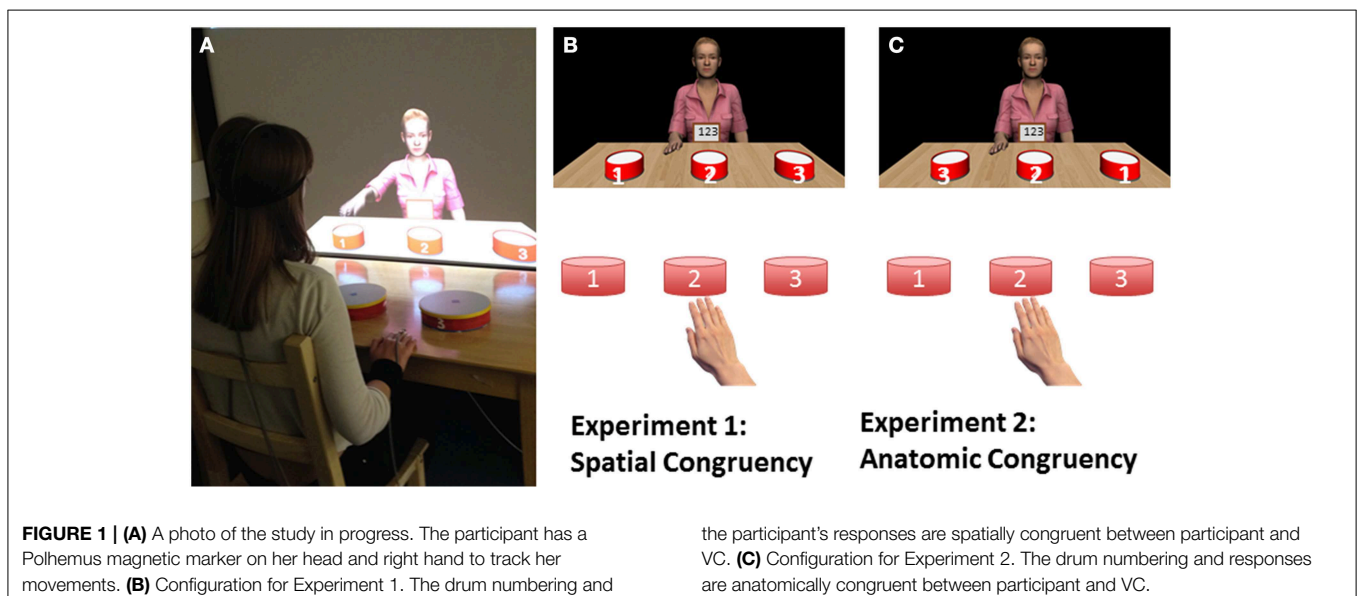 A
1
2
3
3
B
123
1 2 3
1 2 3
Experiment 1:
Spatial Congruency
C
123
3 2 1
1 2 3
Experiment 2:
Anatomic Congruency
FIGURE 1 | (A) A photo of the study in progress. The participant has a
Polhemus magnetic marker on her head and right hand to track her
movements. (B) Configuration for Experiment 1. The drum numbering and
the participant's responses are spatially congruent between participant and
VC. (C) Configuration for Experiment 2. The drum numbering and responses
are anatomically congruent between participant and VC.